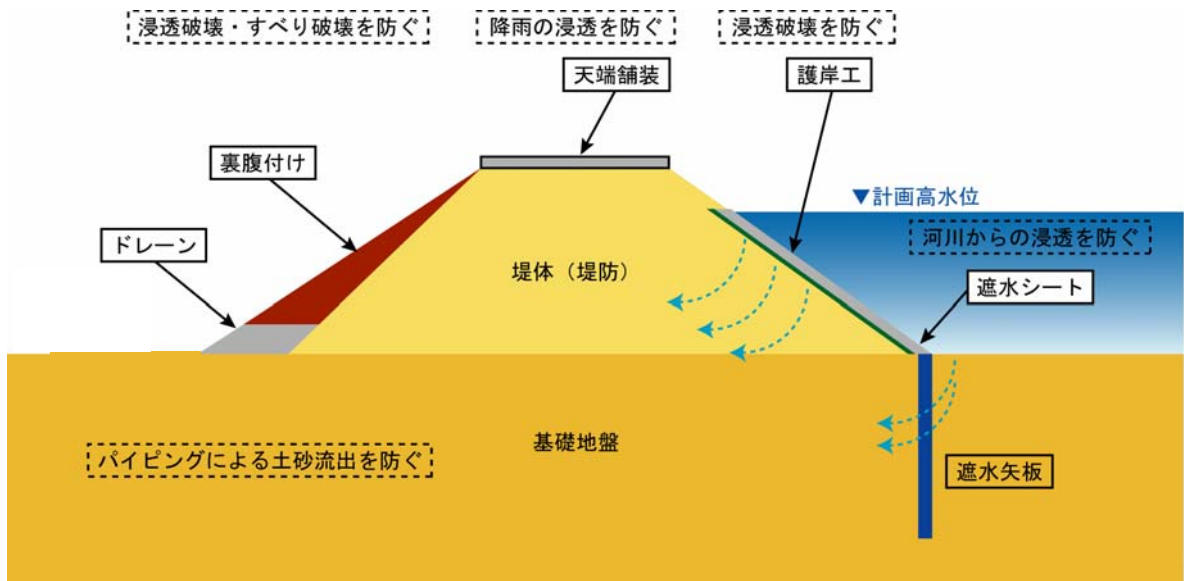 浸透破壊・すべり破壊を防ぐ
降雨の浸透を防ぐ
浸透破壊を防ぐ
天端舗装
護岸工
裏腹付け
▼計画高水位
ドレーン
河川からの浸透を防ぐ
堤体（堤防）
遮水シート
基礎地盤
パイピングによる土砂流出を防ぐ
遮水矢板